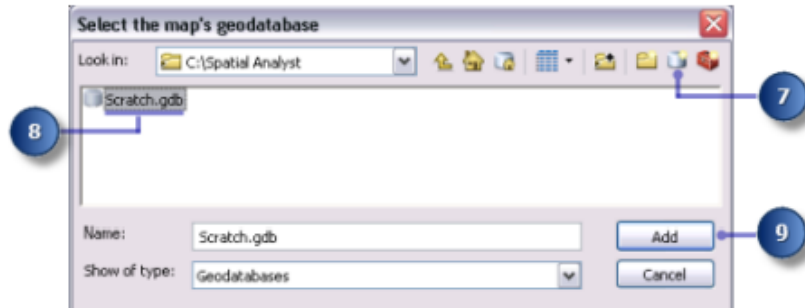 Select the map's geodatabase
Look in: C:\Spatial Analyst
7
Scratch.gdb
8
Name: Scratch.gdb Add
9
Show of type: Geodatabases Cancel